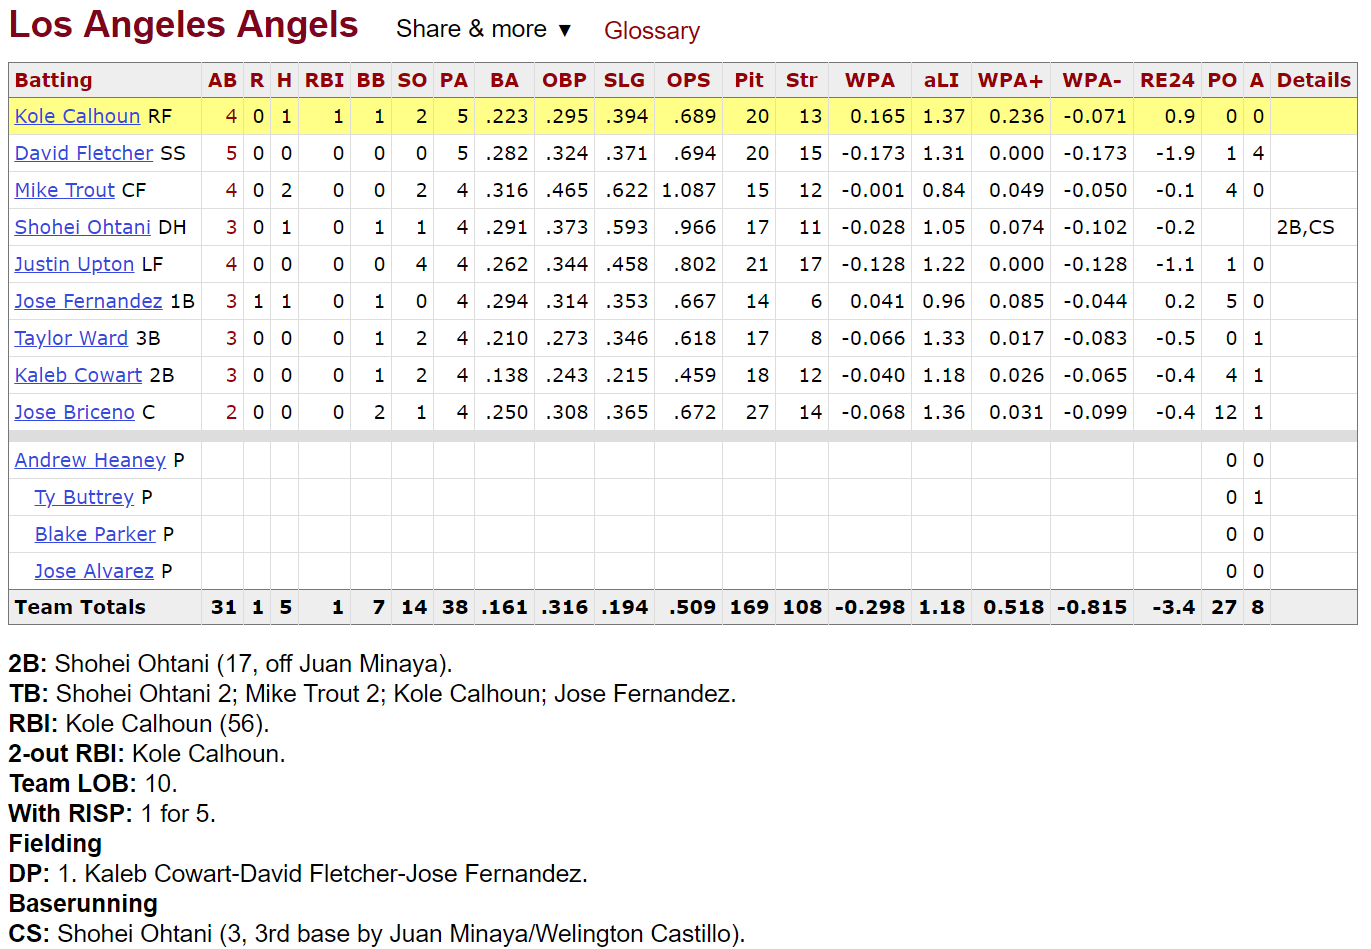 Los Angeles Angels Share & more ▼ Glossary
Batting AB R H RBI BB SO PA BA OBP SLG OPS Pit Str WPA aLI WPA+ WPA- RE24 PO A Details
Kole Calhoun RF 4 0 1 1 1 2 5 .223 .295 .394 .689 20 13 0.165 1.37 0.236 -0.071 0.9 0 0
David Fletcher SS 5 0 0 0 0 0 5 .282 .324 .371 .694 20 15 -0.173 1.31 0.000 -0.173 -1.9 1 4
Mike Trout CF 4 0 2 0 0 2 4 .316 .465 .622 1.087 15 12 -0.001 0.84 0.049 -0.050 -0.1 4 0
Shohei Ohtani DH 3 0 1 0 1 1 4 .291 .373 .593 .966 17 11 -0.028 1.05 0.074 -0.102 -0.2 2B,CS
Justin Upton LF 4 0 0 0 0 4 4 .262 .344 .458 .802 21 17 -0.128 1.22 0.000 -0.128 -1.1 1 0
Jose Fernandez 1B 3 1 1 0 1 0 4 .294 .314 .353 .667 14 6 0.041 0.96 0.085 -0.044 0.2 5 0
Taylor Ward 3B 3 0 0 0 1 2 4 .210 .273 .346 .618 17 8 -0.066 1.33 0.017 -0.083 -0.5 0 1
Kaleb Cowart 2B 3 0 0 0 1 2 4 .138 .243 .215 .459 18 12 -0.040 1.18 0.026 -0.065 -0.4 4 1
Jose Briceno C 2 0 0 0 2 1 4 .250 .308 .365 .672 27 14 -0.068 1.36 0.031 -0.099 -0.4 12 1
Andrew Heaney P 0 0
Ty Buttrey P 0 1
Blake Parker P 0 0
Jose Alvarez P 0 0
Team Totals 31 1 5 1 7 14 38 .161 .316 .194 .509 169 108 -0.298 1.18 0.518 -0.815 -3.4 27 8
2B: Shohei Ohtani (17, off Juan Minaya).
TB: Shohei Ohtani 2; Mike Trout 2; Kole Calhoun; Jose Fernandez.
RBI: Kole Calhoun (56).
2-out RBI: Kole Calhoun.
Team LOB: 10.
With RISP: 1 for 5.
Fielding
DP: 1. Kaleb Cowart-David Fletcher-Jose Fernandez.
Baserunning
CS: Shohei Ohtani (3, 3rd base by Juan Minaya/Welington Castillo).